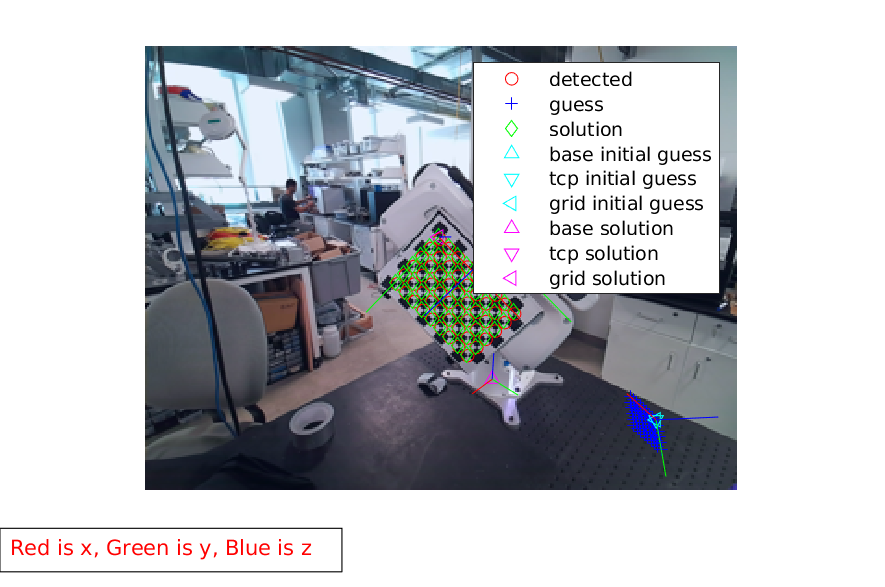 detected
guess
solution
base initial guess
tcp initial guess
grid initial guess
base solution
tcp solution
grid solution
Red is x, Green is y, Blue is z